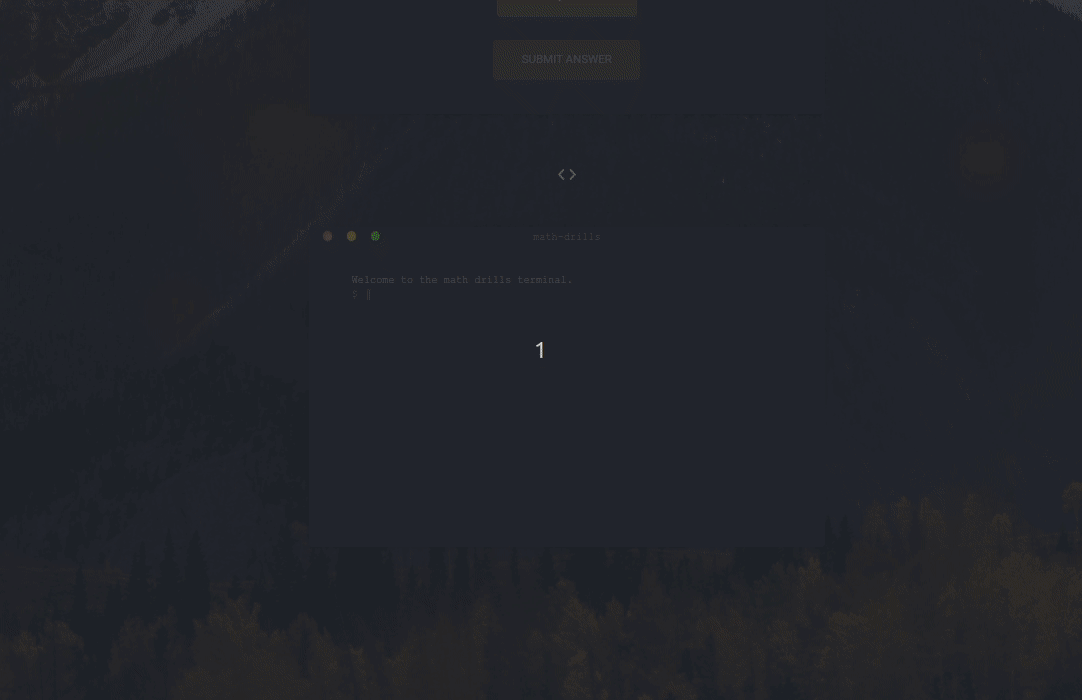 SUBMIT ANSWER
<>
math-drills
Welcome to the math drills terminal.
$
1